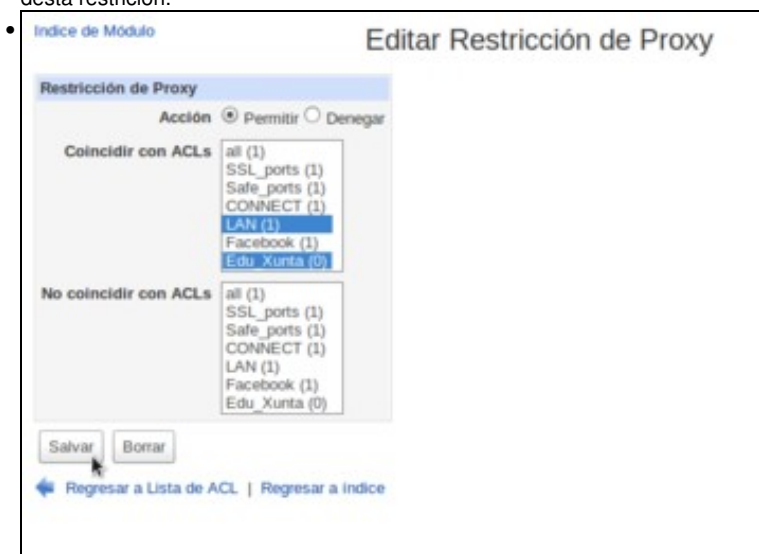 desta restrición.
Indice de Módulo
Editar Restricción de Proxy
Restricción de Proxy
Acción Permitir Denegar
Coincidir con ACLs
all (1)
SSL_ports (1)
Safe_ports (1)
CONNECT (1)
LAN (1)
Facebook (1)
Edu_Xunta (0)
No coincidir con ACLs
all (1)
SSL_ports (1)
Safe_ports (1)
CONNECT (1)
LAN (1)
Facebook (1)
Edu_Xunta (0)
Salvar Borrar
Regresar a Lista de ACL | Regresar a índice